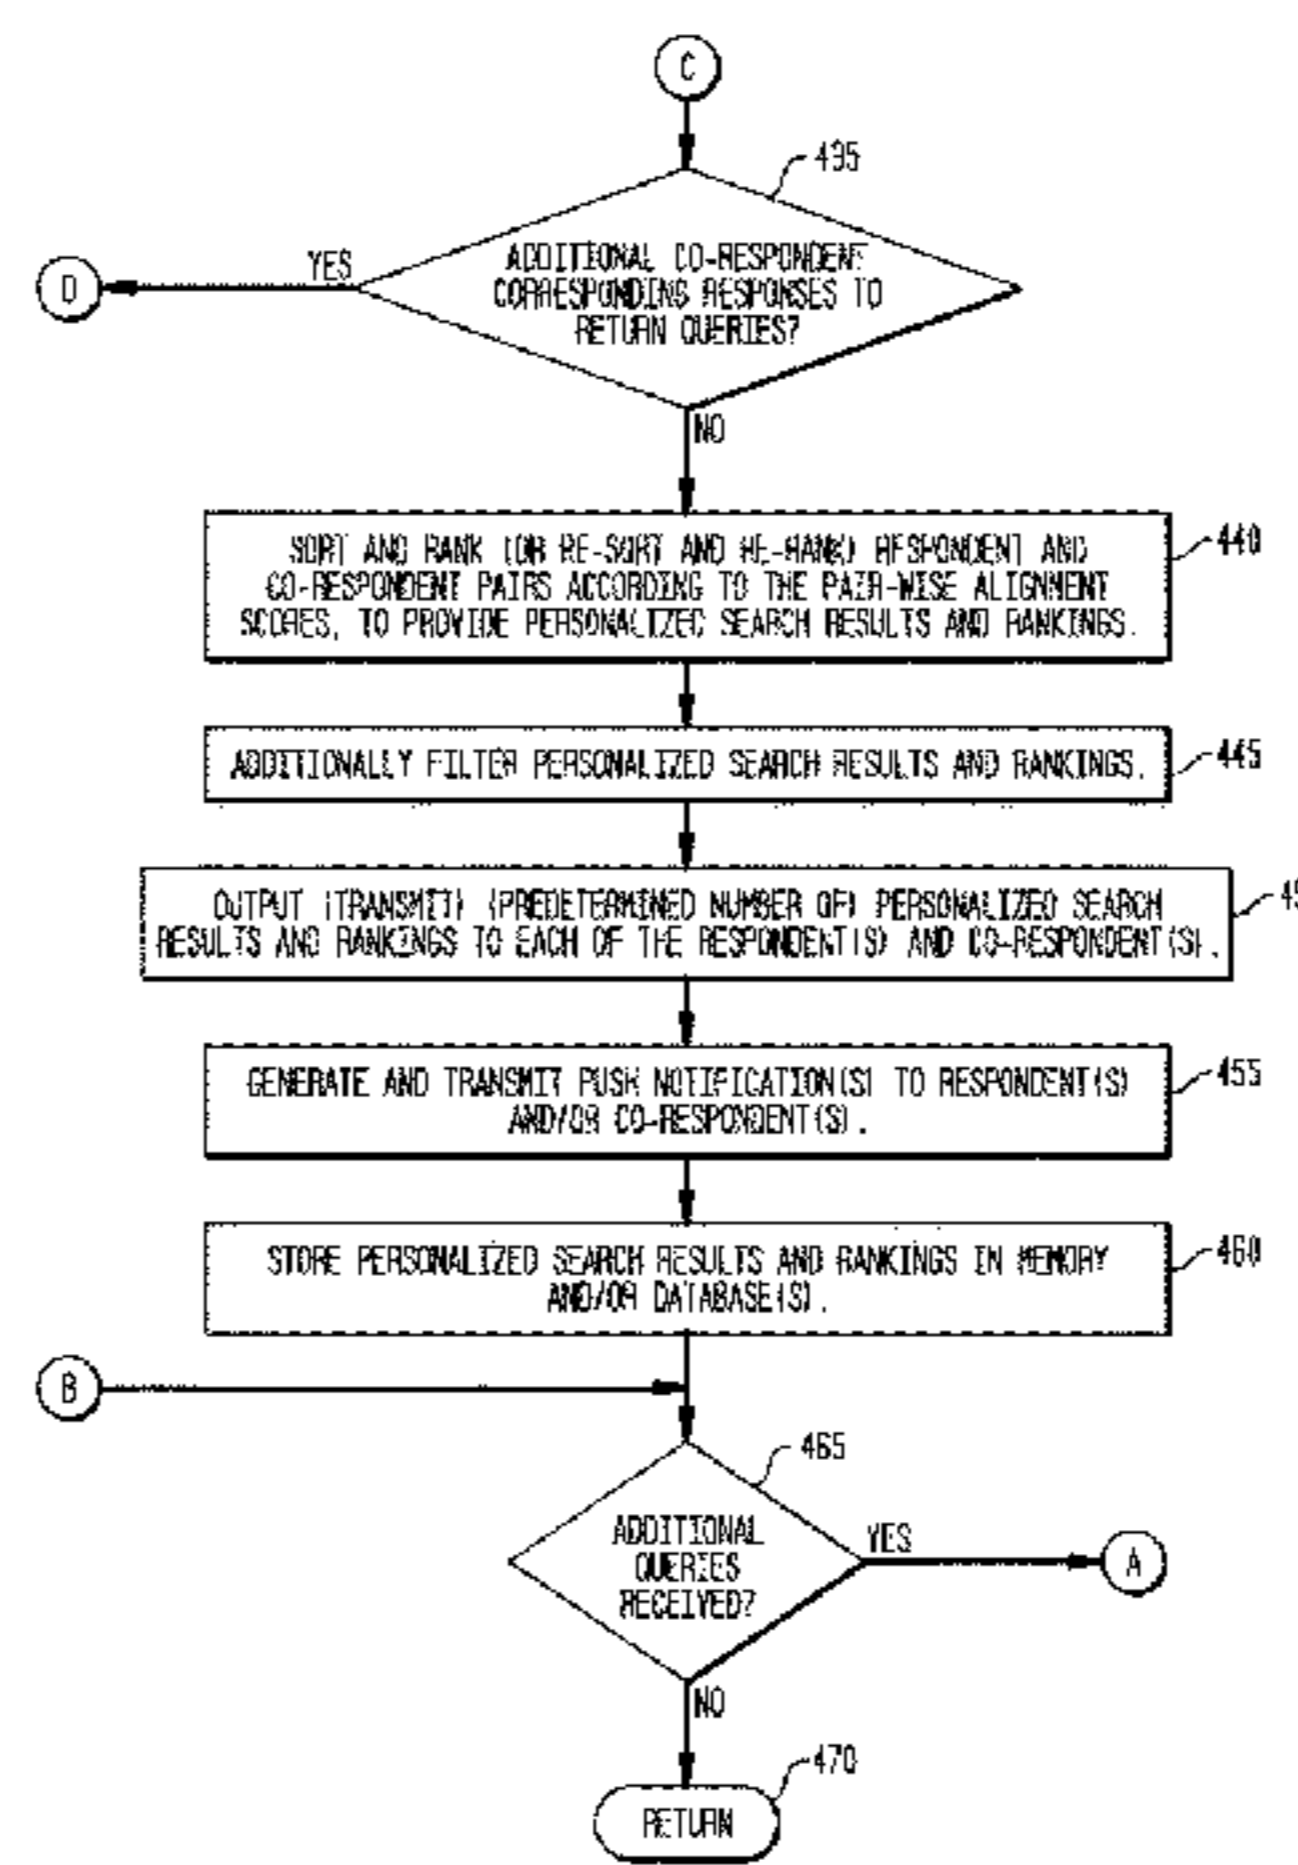 C
435
ADDITIONAL CO-RESPONDENT
CORRESPONDING RESPONSES TO
RETURN QUERIES?
YES
D
NO
SORT AND RANK (OR RE-SORT AND RE-RANK) RESPONDENT AND
CO-RESPONDENT PAIRS ACCORDING TO THE PAIR-WISE ALIGNMENT
SCORES, TO PROVIDE PERSONALIZED SEARCH RESULTS AND RANKINGS.
440
ADDITIONALLY FILTER PERSONALIZED SEARCH RESULTS AND RANKINGS.
445
OUTPUT (TRANSMIT) (PREDETERMINED NUMBER OF) PERSONALIZED SEARCH
RESULTS AND RANKINGS TO EACH OF THE RESPONDENT(S) AND CO-RESPONDENT(S).
GENERATE AND TRANSMIT PUSH NOTIFICATION(S) TO RESPONDENT(S)
AND/OR CO-RESPONDENT(S).
455
STORE PERSONALIZED SEARCH RESULTS AND RANKINGS IN MEMORY
AND/OR DATABASE(S).
460
B
465
ADDITIONAL
QUERIES
RECEIVED?
YES
A
NO
470
RETURN